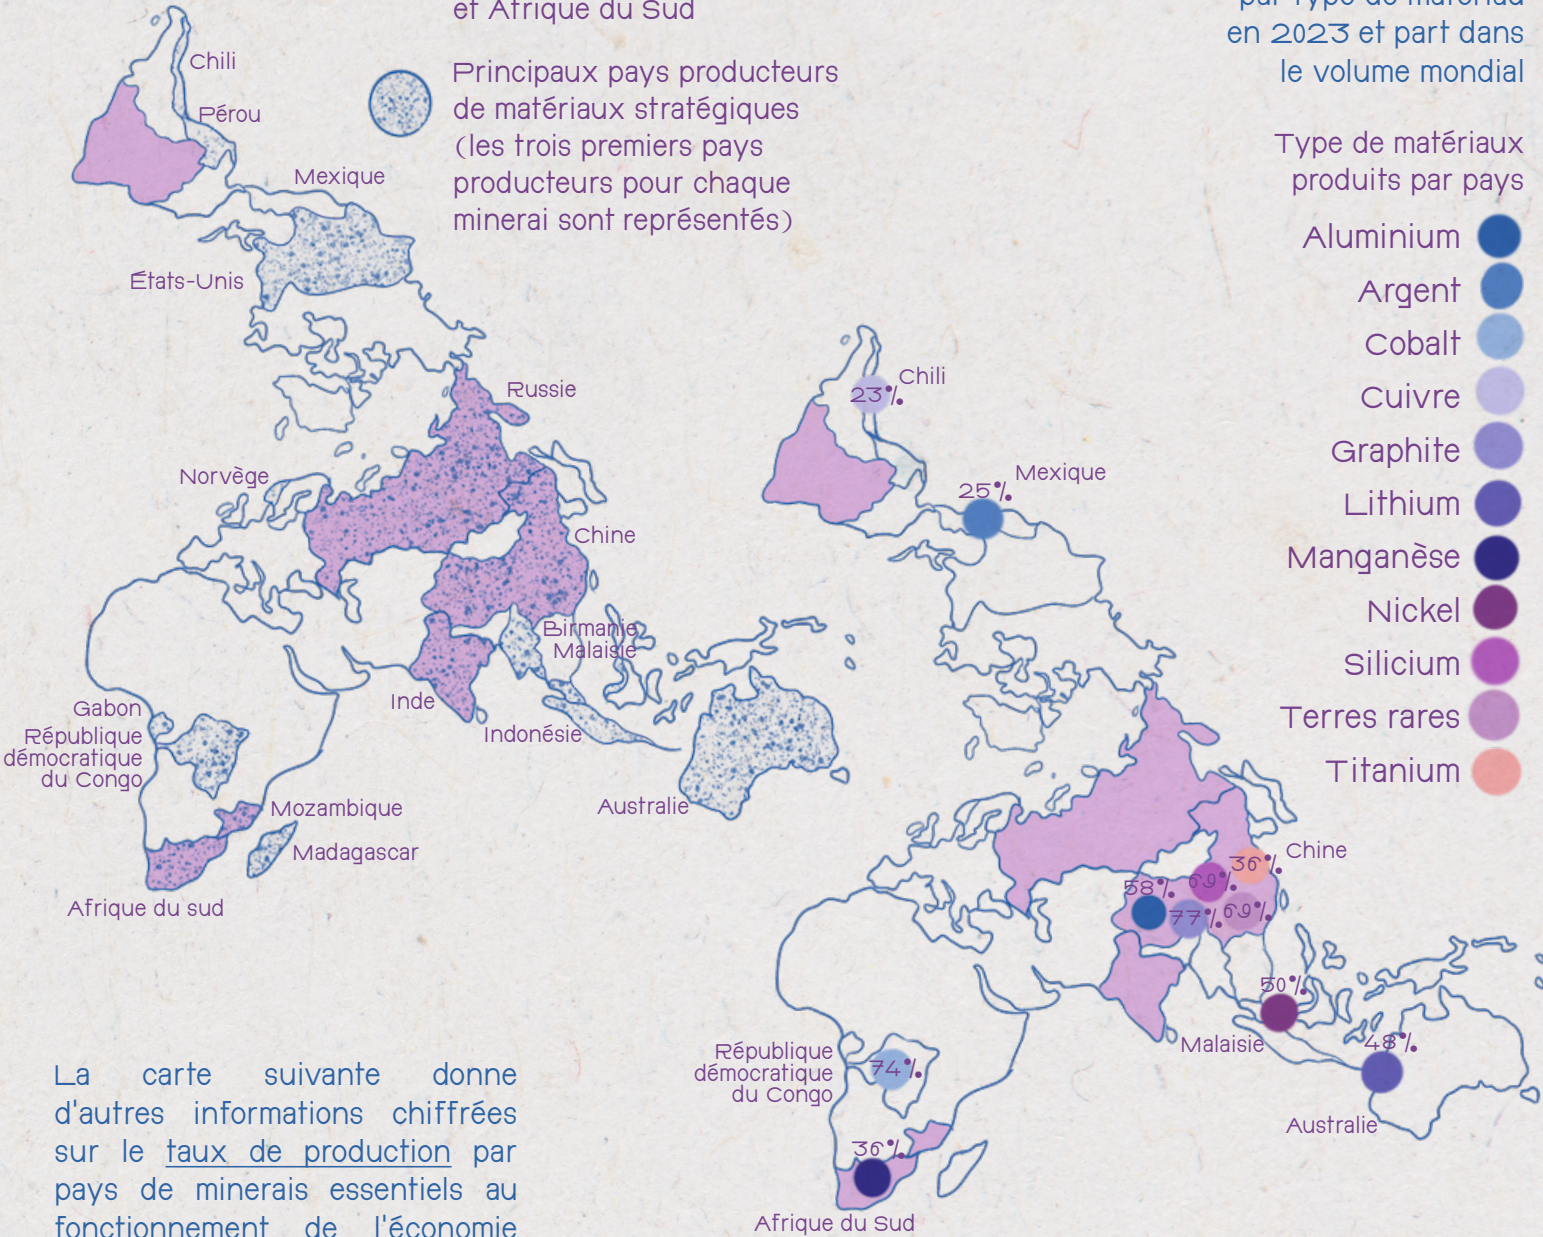 et Afrique du Sud
Principaux pays producteurs
de matériaux stratégiques
(les trois premiers pays
producteurs pour chaque
minerai sont représentés)
Chili
Pérou
Mexique
États-Unis
Russie
Norvège
Chine
Birmanie
Malaisie
Inde
Indonésie
Gabon
République
démocratique
du Congo
Australie
Mozambique
Madagascar
Afrique du sud
La carte suivante donne
d'autres informations chiffrées
sur le taux de production par
pays de minerais essentiels au
fonctionnement de l'économie
par type de matériau
en 2023 et part dans
le volume mondial
Type de matériaux
produits par pays
Aluminium
Argent
Cobalt
Cuivre
Graphite
Lithium
Manganèse
Nickel
Silicium
Terres rares
Titanium
Chili
23%
Mexique
25%
Chine
36%
58% 69%
77% 69%
50%
Malaisie
48%
Australie
République
démocratique
du Congo
74%
36%
Afrique du Sud